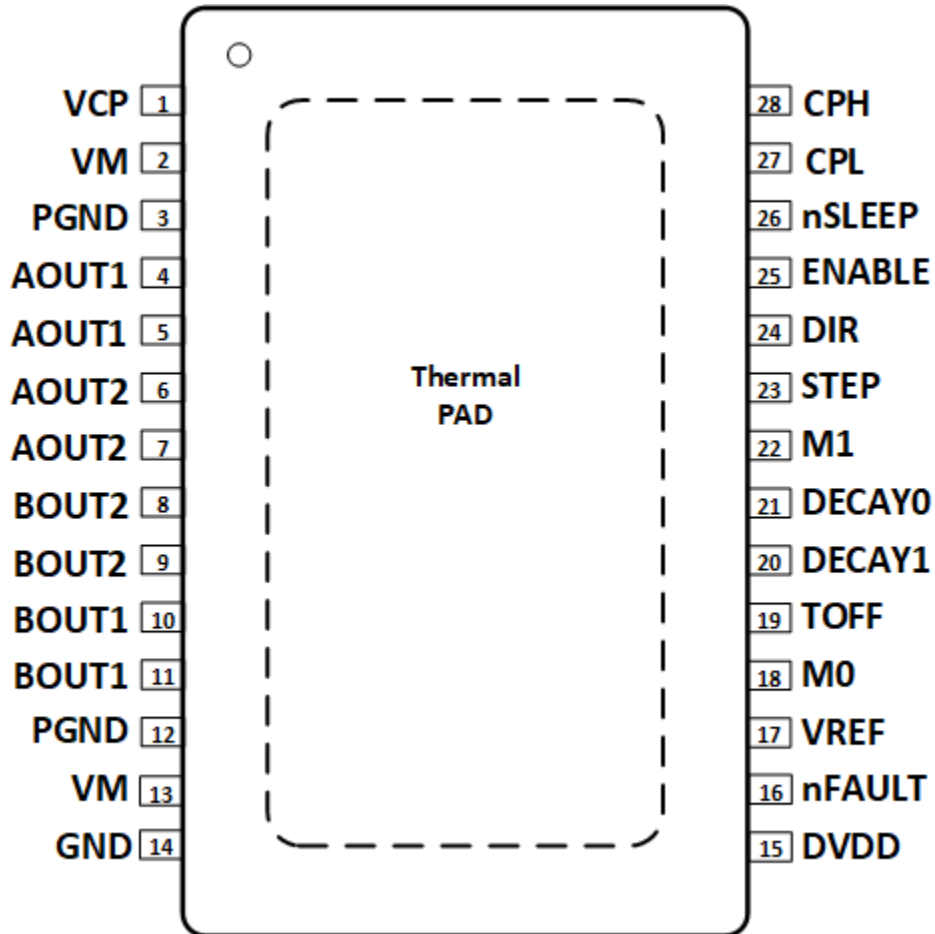 VCP 1
VM 2
PGND 3
AOUT1 4
AOUT1 5
AOUT2 6
AOUT2 7
BOUT2 8
BOUT2 9
BOUT1 10
BOUT1 11
PGND 12
VM 13
GND 14
Thermal
PAD
28 CPH
27 CPL
26 nSLEEP
25 ENABLE
24 DIR
23 STEP
22 M1
21 DECAY0
20 DECAY1
19 TOFF
18 M0
17 VREF
16 nFAULT
15 DVDD